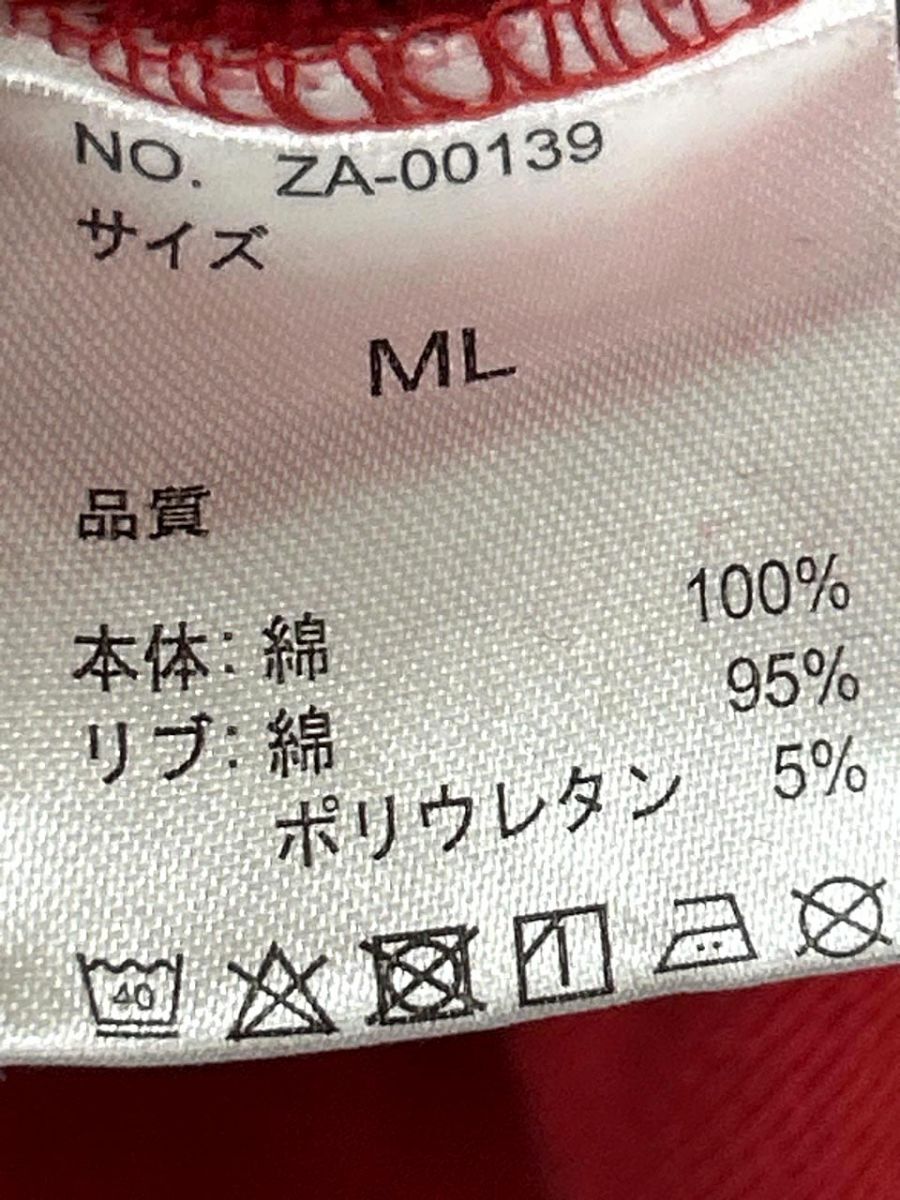 NO. ZA-00139
サイズ
ML
品質
本体: 綿 100%
リブ: 綿 95%
ポリウレタン 5%
40